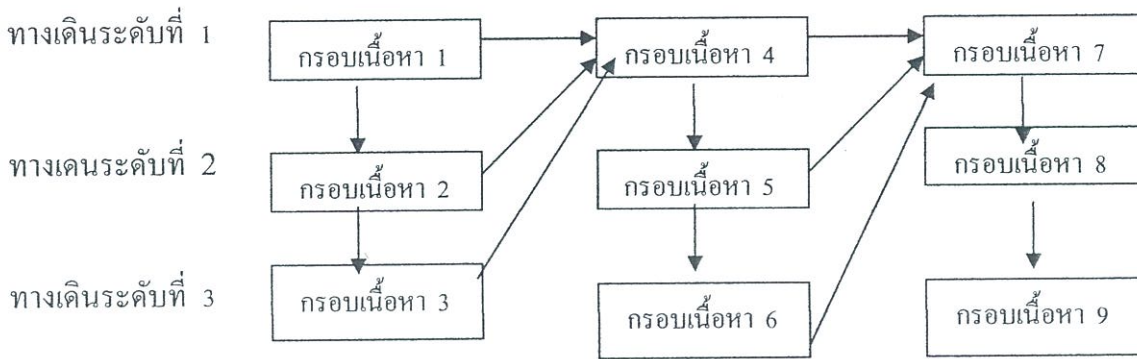 ทางเดินระดับที่ 1
กรอบเนื้อหา 1
กรอบเนื้อหา 4
กรอบเนื้อหา 7
ทางเดนระดับที่ 2
กรอบเนื้อหา 2
กรอบเนื้อหา 5
กรอบเนื้อหา 8
ทางเดินระดับที่ 3
กรอบเนื้อหา 3
กรอบเนื้อหา 6
กรอบเนื้อหา 9